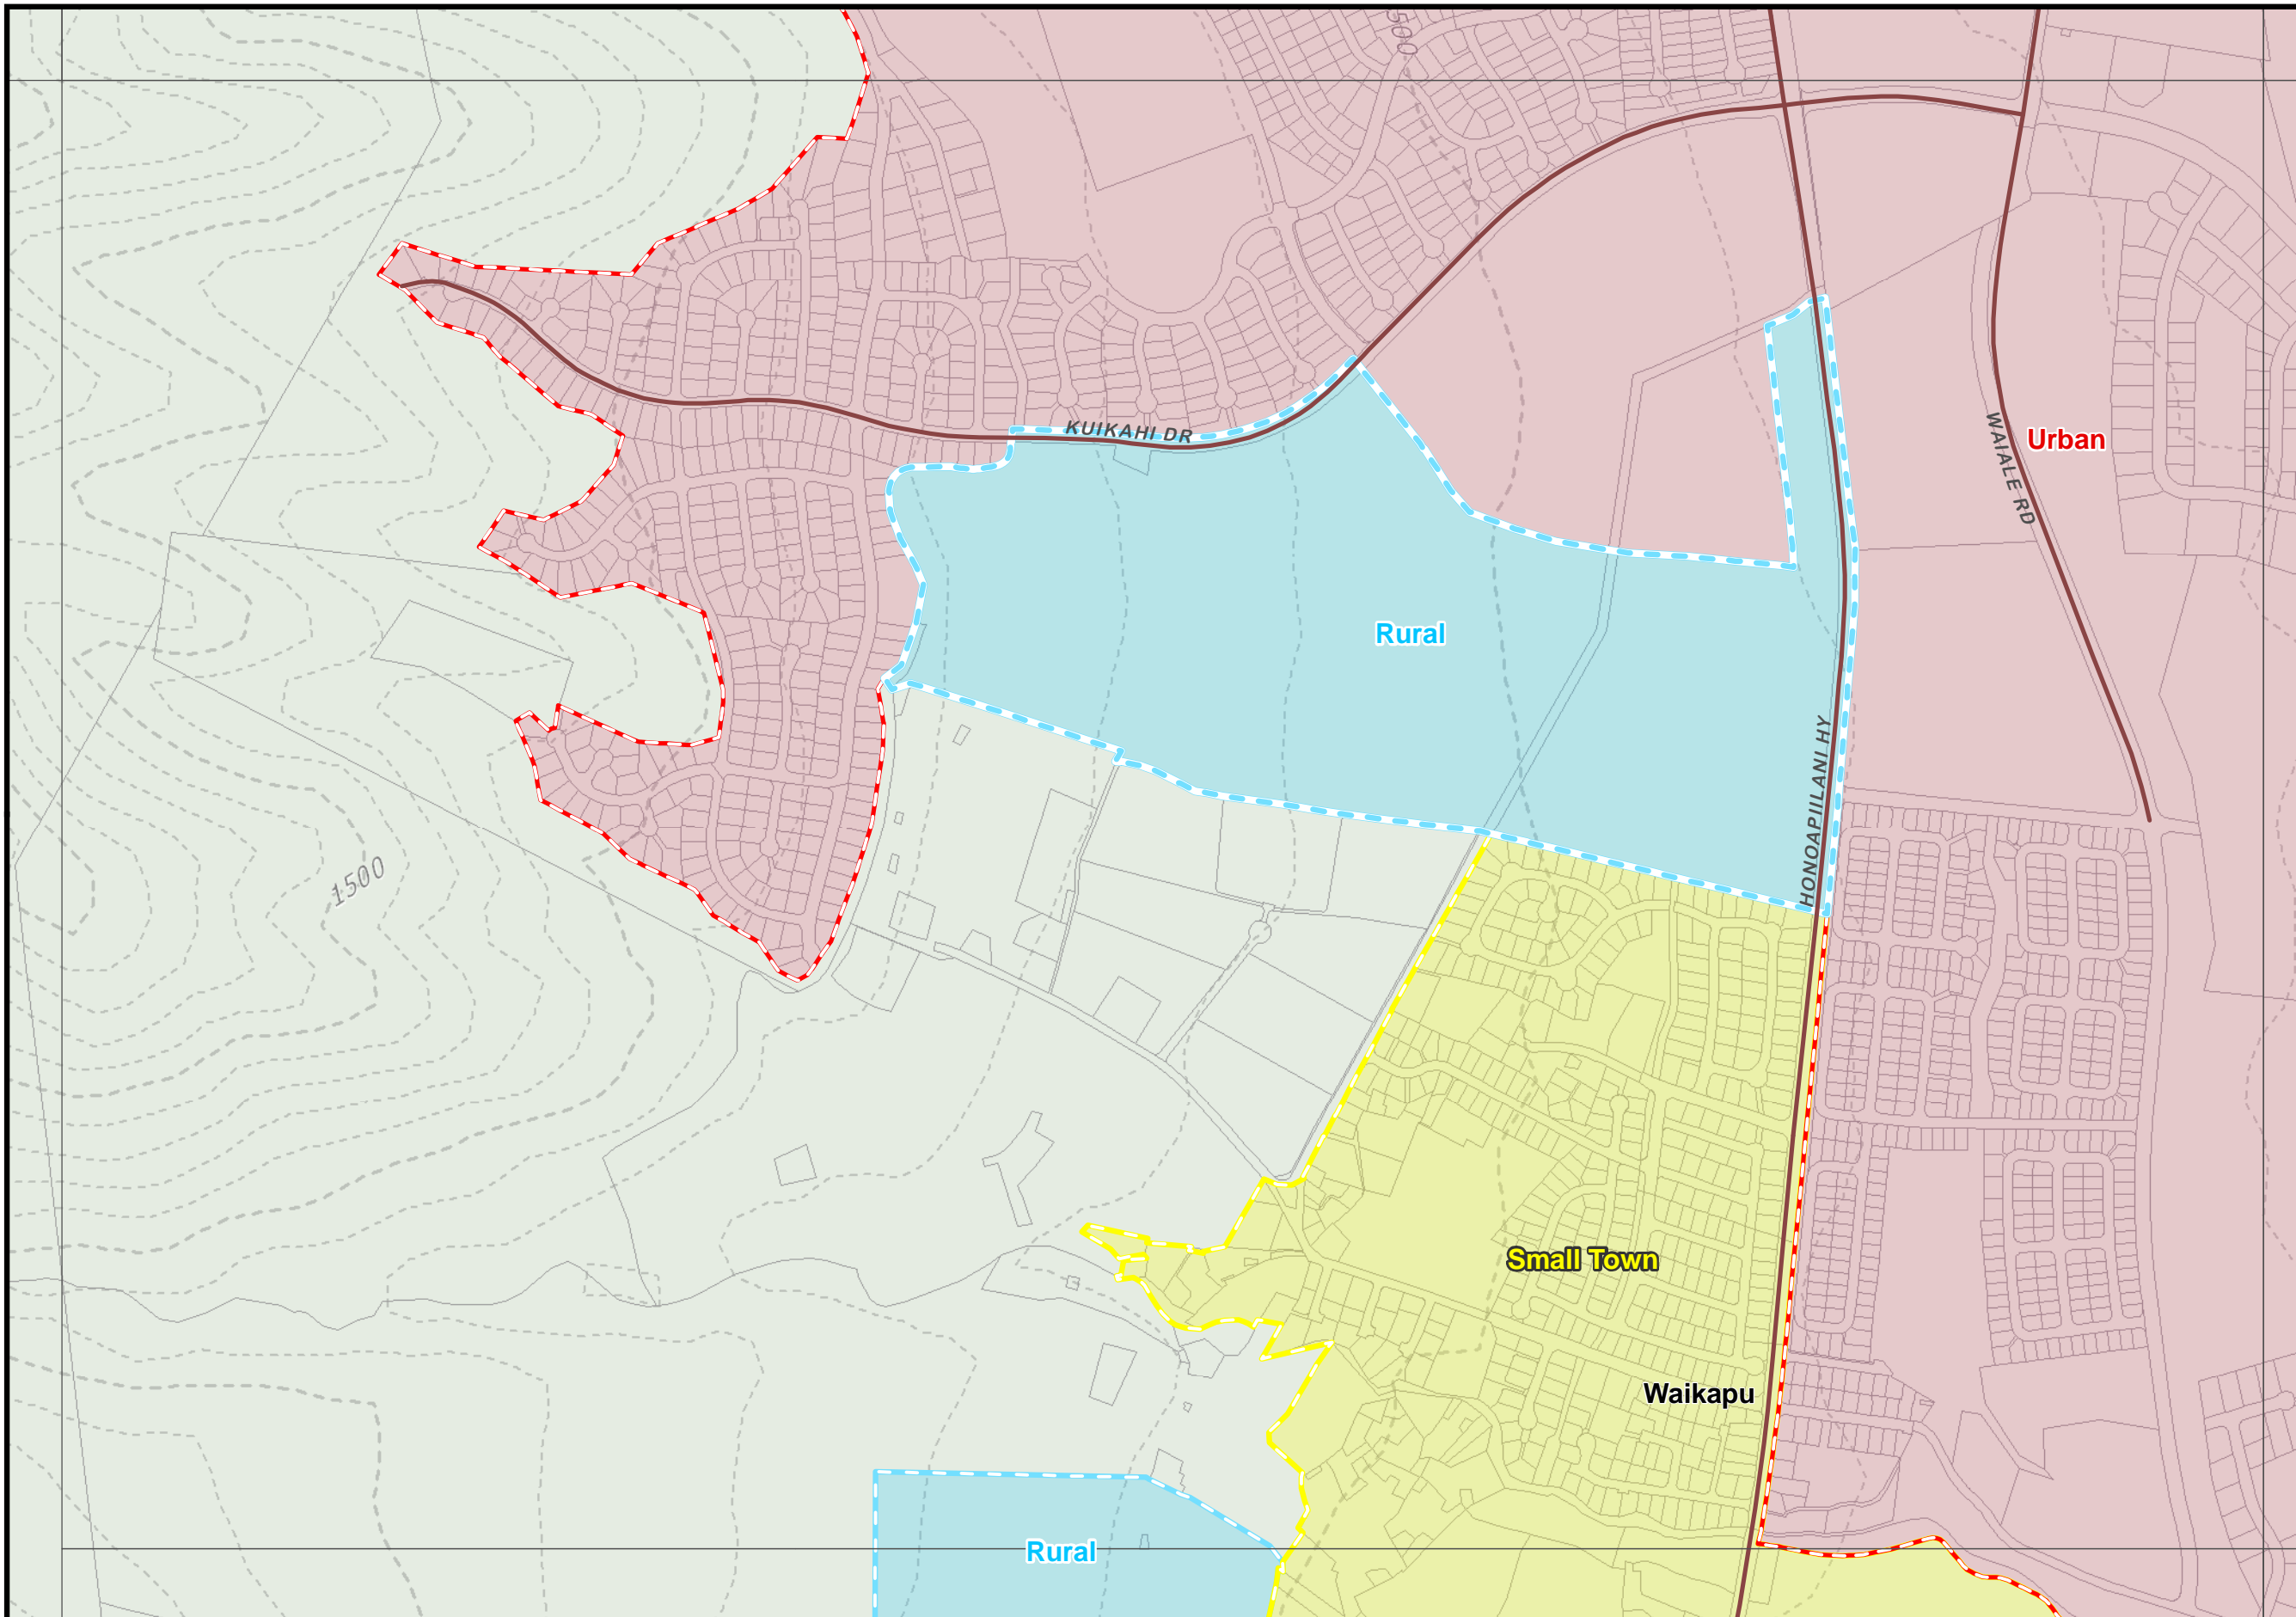 500
KUIKAHI DR
WAIALE RD
Urban
Rural
HONOAPIILANI HY
1500
Small Town
Waikapu
Rural